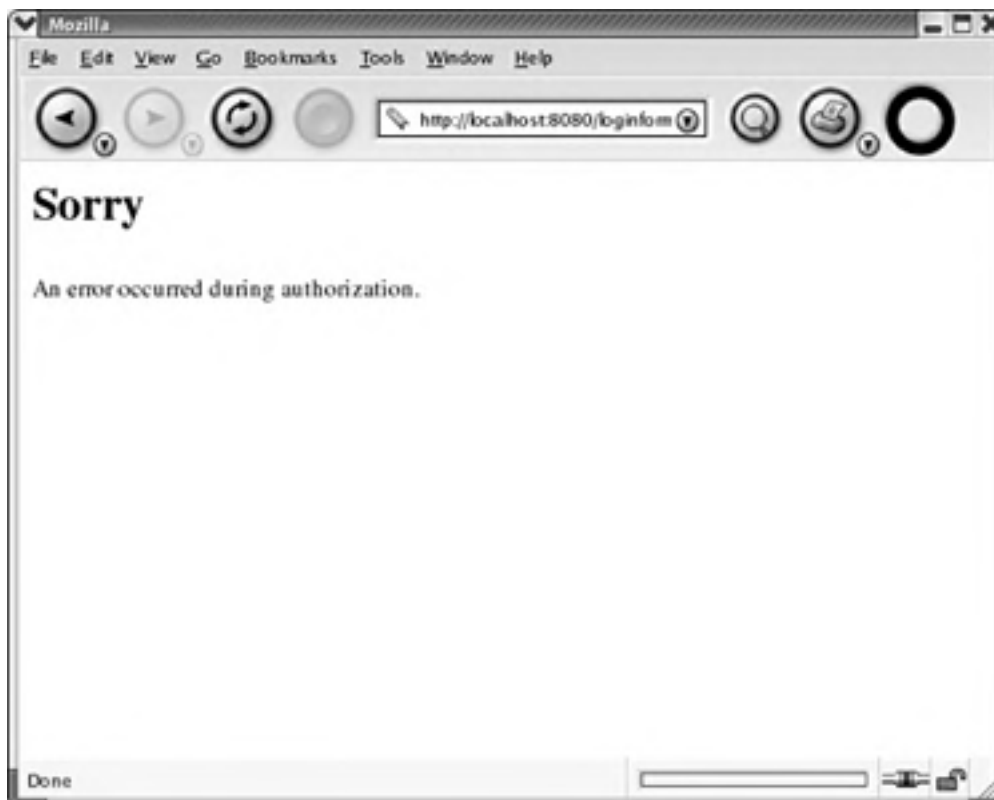 Mozilla
File Edit View Go Bookmarks Tools Window Help
http://localhost:8080/loginform
Sorry
An error occurred during authorization.
Done